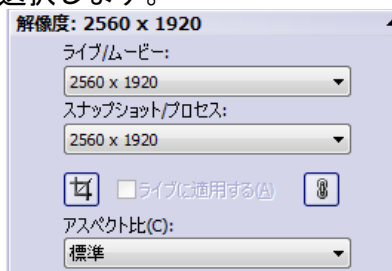 選択します。
解像度: 2560 x 1920
ライブ/ムービー:
2560 x 1920
スナップショット/プロセス:
2560 x 1920
ライブに適用する(A)
アスペクト比(C):
標準